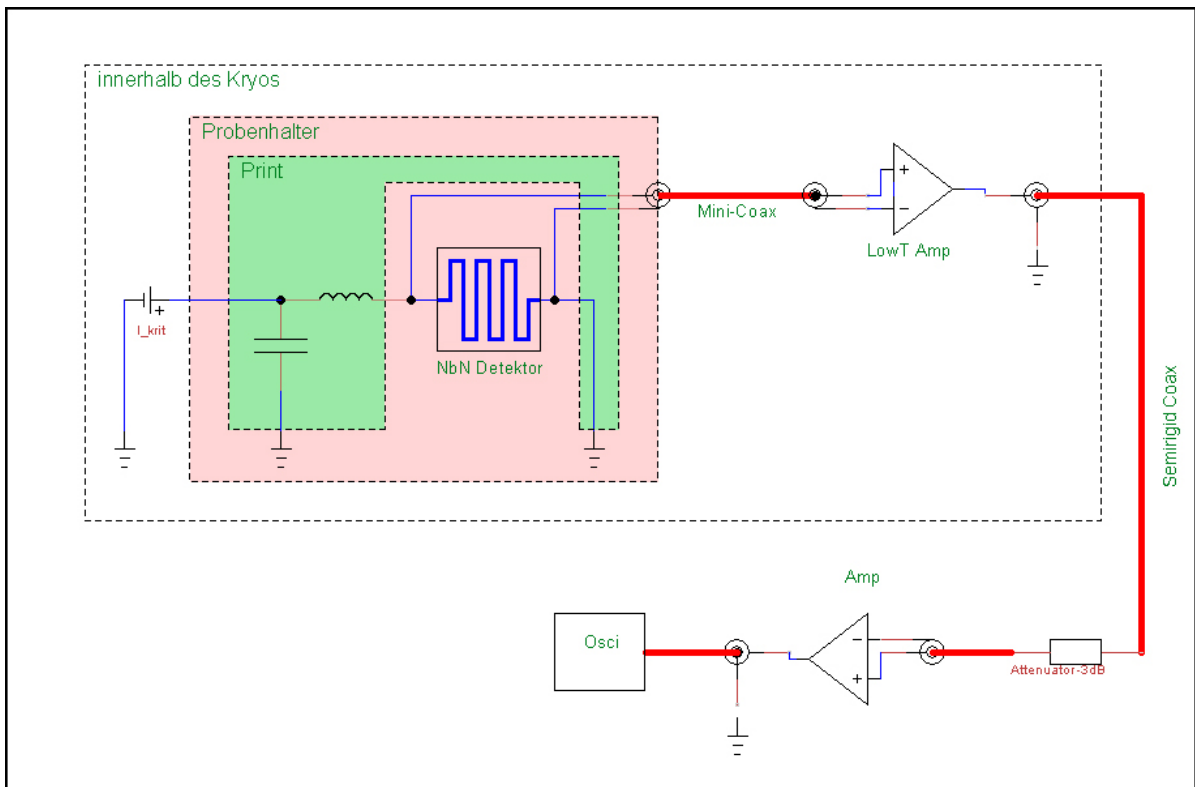 innerhalb des Kryos
Probenhalter
Print
Mini-Coax
LowT Amp
I_krit
NbN Detektor
Semirigid Coax
Amp
Osci
Attenuator-3dB